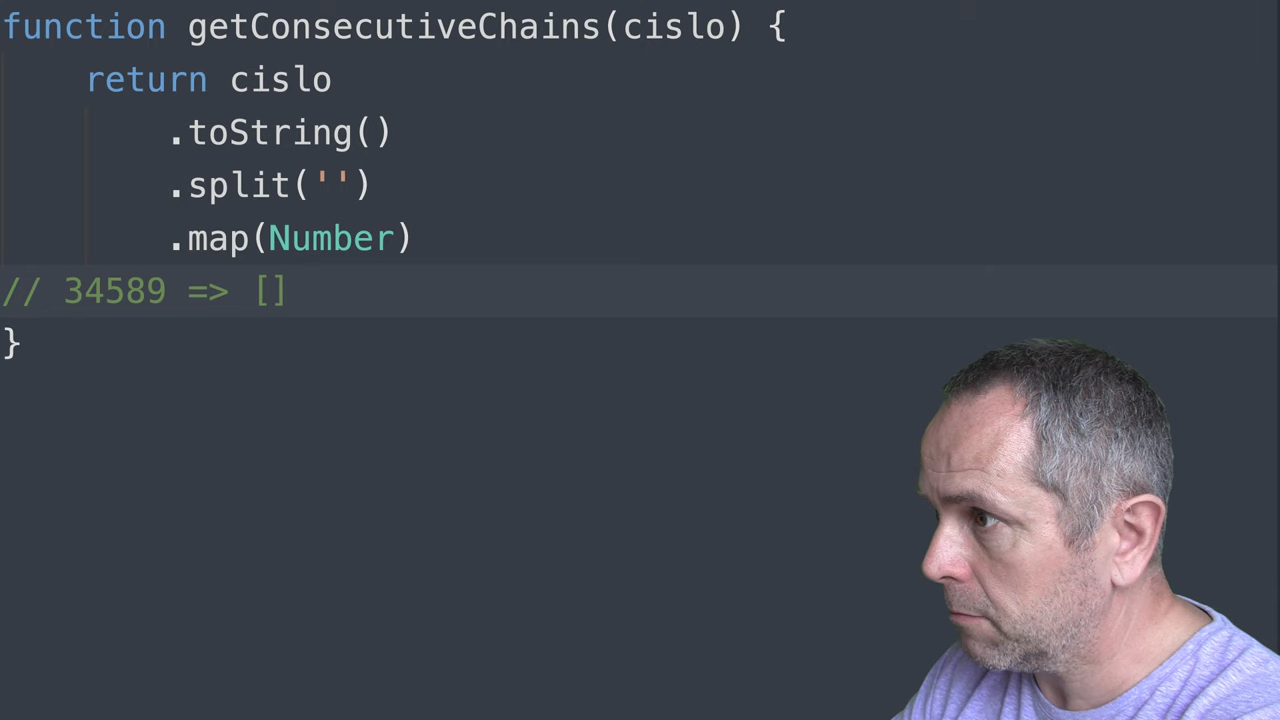 function getConsecutiveChains(cislo) {
return cislo
.toString()
.split('')
.map(Number)
// 34589 => []
}